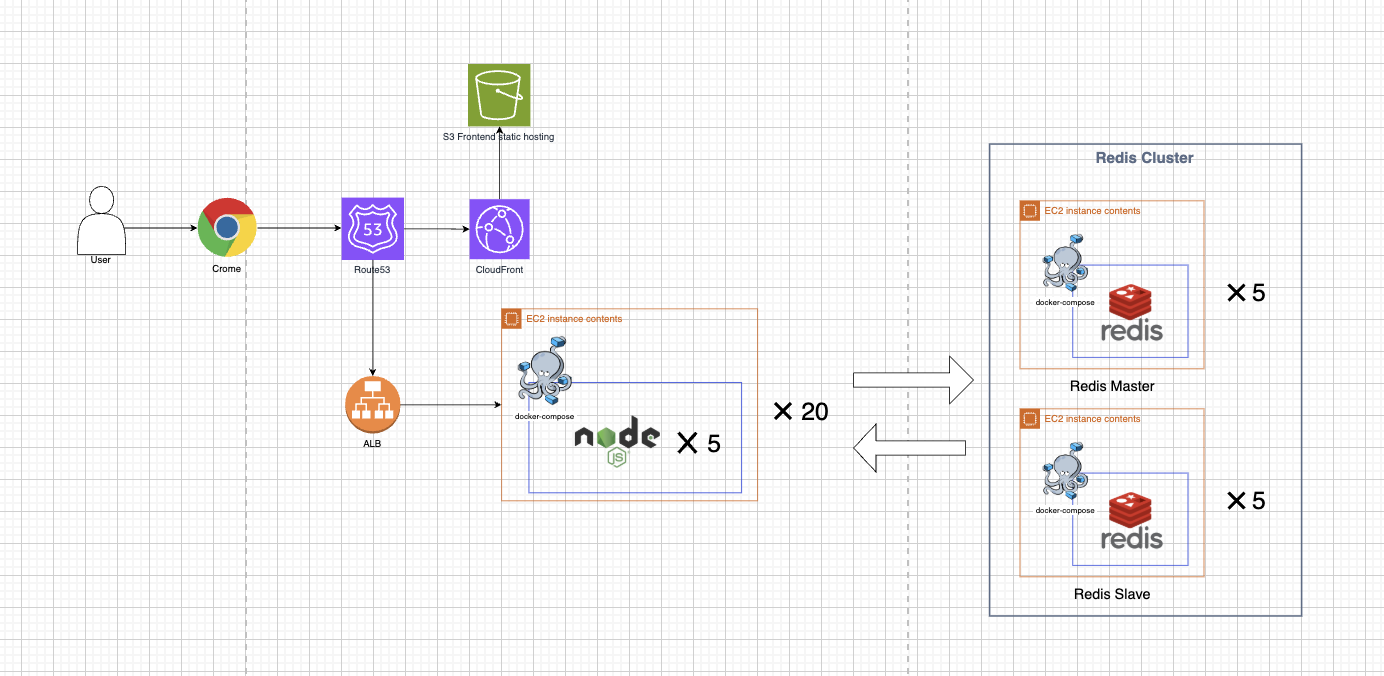 S3 Frontend static hosting
Redis Cluster
User
Crome
53
Route53
CloudFront
EC2 instance contents
docker-compose
node
JS
✕ 5
✕ 20
ALB
EC2 instance contents
docker-compose
redis
✕ 5
Redis Master
EC2 instance contents
docker-compose
redis
✕ 5
Redis Slave